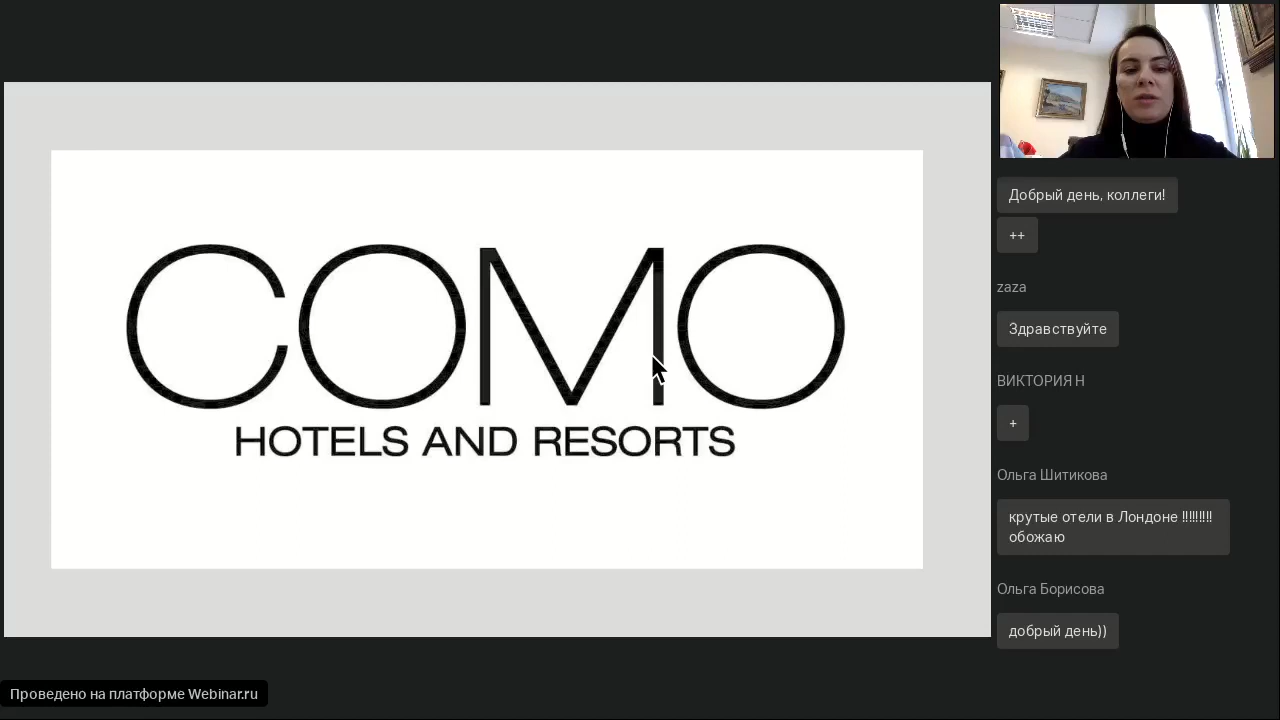 COMO
HOTELS AND RESORTS
Добрый день, коллеги!
++
zaza
Здравствуйте
ВИКТОРИЯ Н
+
Ольга Шитикова
крутые отели в Лондоне !!!!!!!!!
обожаю
Ольга Борисова
добрый день))
Проведено на платформе Webinar.ru